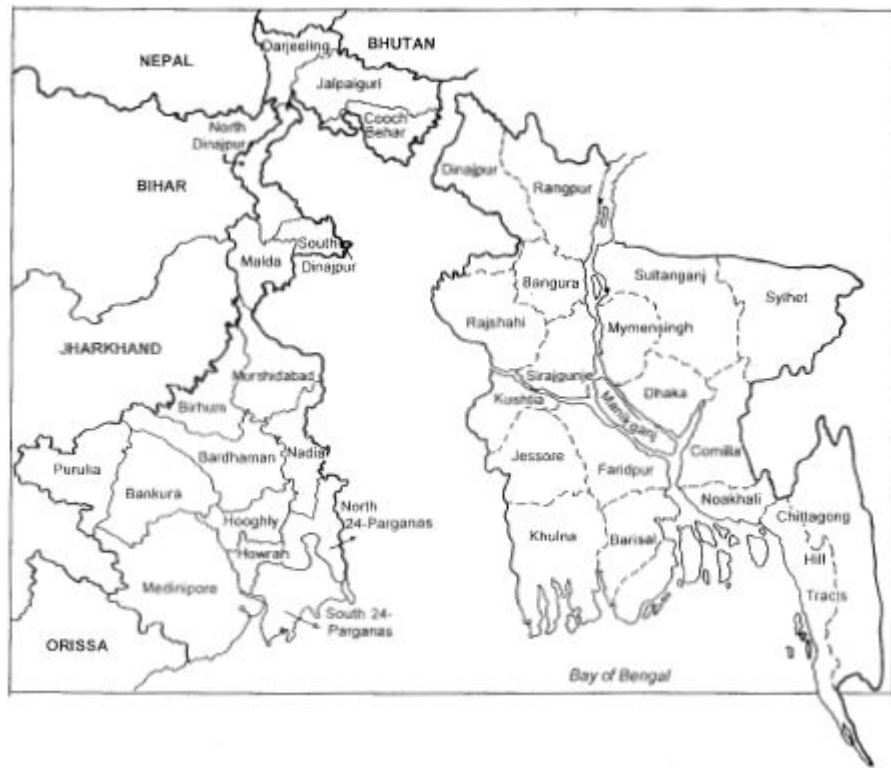 BHUTAN
Darjeeling
NEPAL
Jalpaiguri
Cooch
Behar
North
Dinajpur
BIHAR
South
Dinajpur
Malda
JHARKHAND
Murshidabad
Birhum
Bardhaman
Nadia
Purulia
Bankura
Hooghly
North
24-Parganas
Howrah
Medinipore
South 24-
Parganas
ORISSA
Dinajpur
Rangpur
Bangura
Sultanganj
Sylhet
Rajshahi
Mymensingh
Sirajgunje
Dhaka
Kushtia
Manikganj
Jessore
Faridpur
Comilla
Noakhali
Chittagong
Hill
Tracts
Khulna
Barisal
Bay of Bengal